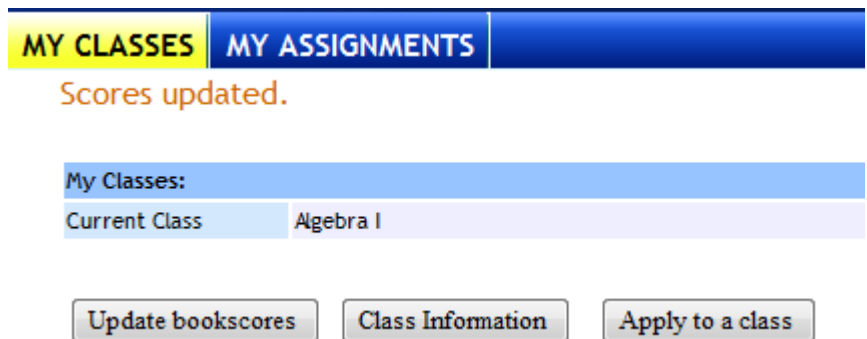 MY CLASSES MY ASSIGNMENTS
Scores updated.
My Classes:
Current Class Algebra I
Update bookscores Class Information Apply to a class